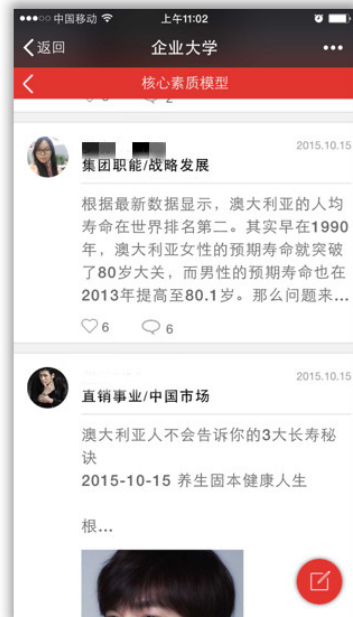 中国移动 上午11:02
返回 企业大学
核心素质模型
2015.10.15
集团职能/战略发展
根据最新数据显示，澳大利亚的人均
寿命在世界排名第二。其实早在1990
年，澳大利亚女性的预期寿命就突破
了80岁大关，而男性的预期寿命也在
2013年提高至80.1岁。那么问题来...
6 6
2015.10.15
直销事业/中国市场
澳大利亚人不会告诉你的3大长寿秘
诀
2015-10-15 养生固本健康人生
根...